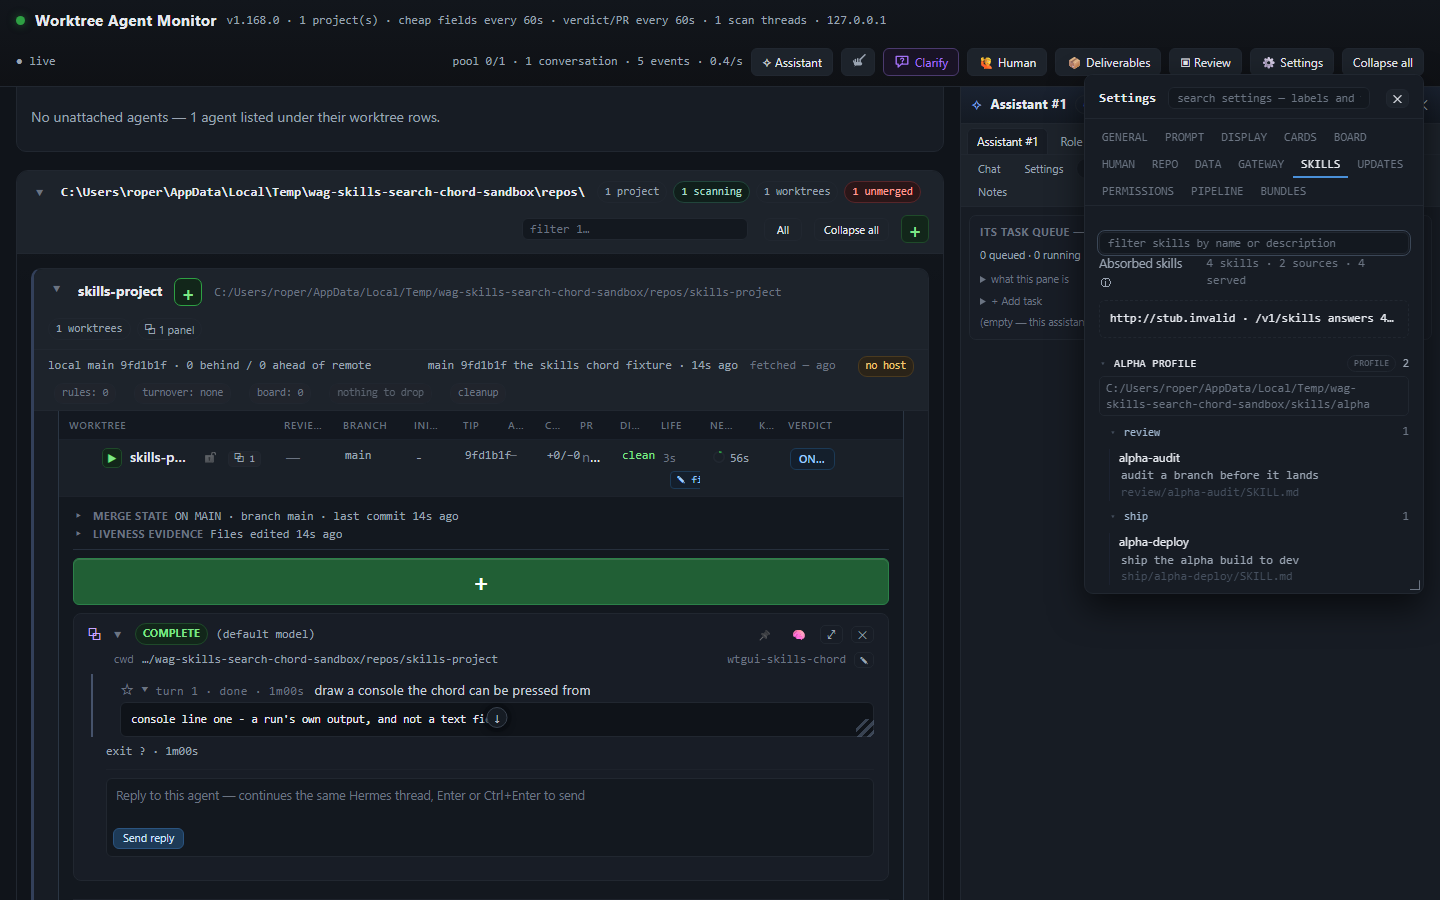 Worktree Agent Monitor v1.168.0 · 1 project(s) · cheap fields every 60s · verdict/PR every 60s · 1 scan threads · 127.0.0.1
live
pool 0/1 · 1 conversation · 5 events · 0.4/s
Assistant
Clarify
Human
Deliverables
Review
Settings
Collapse all
No unattached agents — 1 agent listed under their worktree rows.
C:\Users\roper\AppData\Local\Temp\wag-skills-search-chord-sandbox\repos\
1 project
1 scanning
1 worktrees
1 unmerged
filter 1…
All
Collapse all
+
skills-project
+
C:/Users/roper/AppData/Local/Temp/wag-skills-search-chord-sandbox/repos/skills-project
1 worktrees
1 panel
local main 9fd1b1f · 0 behind / 0 ahead of remote
main 9fd1b1f the skills chord fixture · 14s ago
fetched — ago
no host
rules: 0
turnover: none
board: 0
nothing to drop
cleanup
WORKTREE REVIE… BRANCH INI… TIP A… C… PR DI… LIFE NE… K… VERDICT
skills-p… 1 — main - 9fd1b1f— +0/−0 n… clean 3s 56s ON…
fi
MERGE STATE ON MAIN · branch main · last commit 14s ago
LIVENESS EVIDENCE Files edited 14s ago
+
COMPLETE (default model)
cwd …/wag-skills-search-chord-sandbox/repos/skills-project
wtgui-skills-chord
turn 1 · done · 1m00s draw a console the chord can be pressed from
console line one - a run's own output, and not a text fi
exit ? · 1m00s
Reply to this agent — continues the same Hermes thread, Enter or Ctrl+Enter to send
Send reply
Assistant #1
Assistant #1
Role
Chat
Settings
Notes
ITS TASK QUEUE —
0 queued · 0 running
what this pane is
+ Add task
(empty — this assistan
Settings
search settings — labels and
GENERAL PROMPT DISPLAY CARDS BOARD
HUMAN REPO DATA GATEWAY SKILLS UPDATES
PERMISSIONS PIPELINE BUNDLES
filter skills by name or description
Absorbed skills
4 skills · 2 sources · 4
served
http://stub.invalid · /v1/skills answers 4…
ALPHA PROFILE PROFILE 2
C:/Users/roper/AppData/Local/Temp/wag-
skills-search-chord-sandbox/skills/alpha
review 1
alpha-audit
audit a branch before it lands
review/alpha-audit/SKILL.md
ship 1
alpha-deploy
ship the alpha build to dev
ship/alpha-deploy/SKILL.md